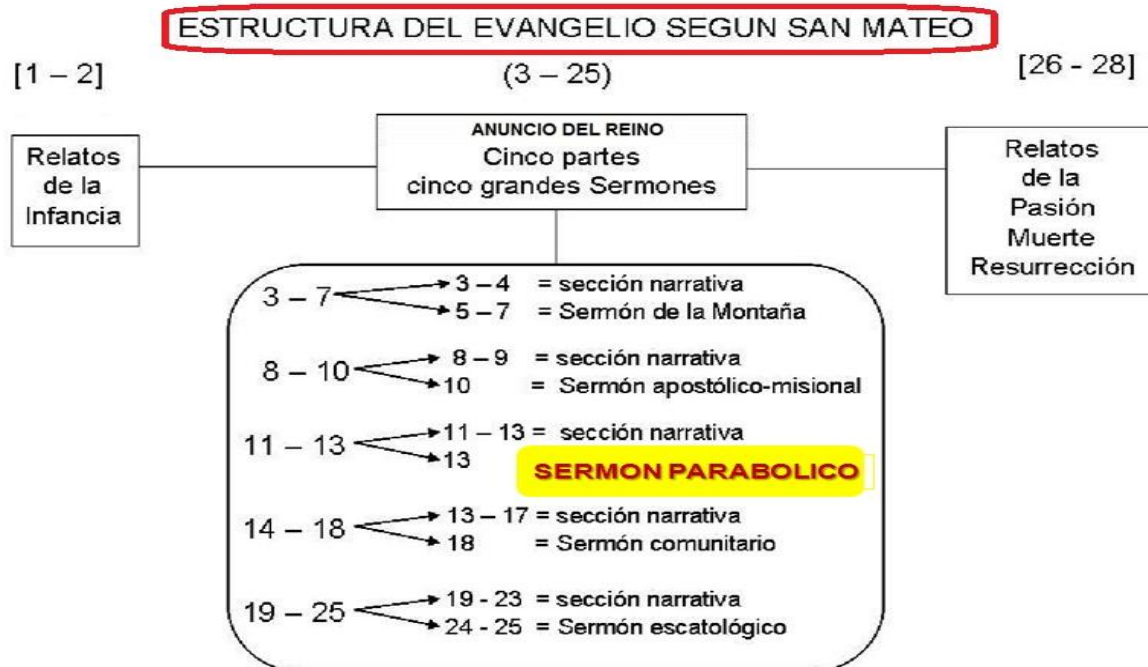 ESTRUCTURA DEL EVANGELIO SEGUN SAN MATEO
[1 – 2]
(3 – 25)
[26 - 28]
Relatos
de la
Infancia
ANUNCIO DEL REINO
Cinco partes
cinco grandes Sermones
Relatos
de la
Pasión
Muerte
Resurrección
3 – 7
3 – 4 = sección narrativa
5 – 7 = Sermón de la Montaña
8 – 10
8 – 9 = sección narrativa
10 = Sermón apostólico-misional
11 – 13
11 – 13 = sección narrativa
13 SERMON PARABOLICO
14 – 18
13 – 17 = sección narrativa
18 = Sermón comunitario
19 – 25
19 - 23 = sección narrativa
24 - 25 = Sermón escatológico